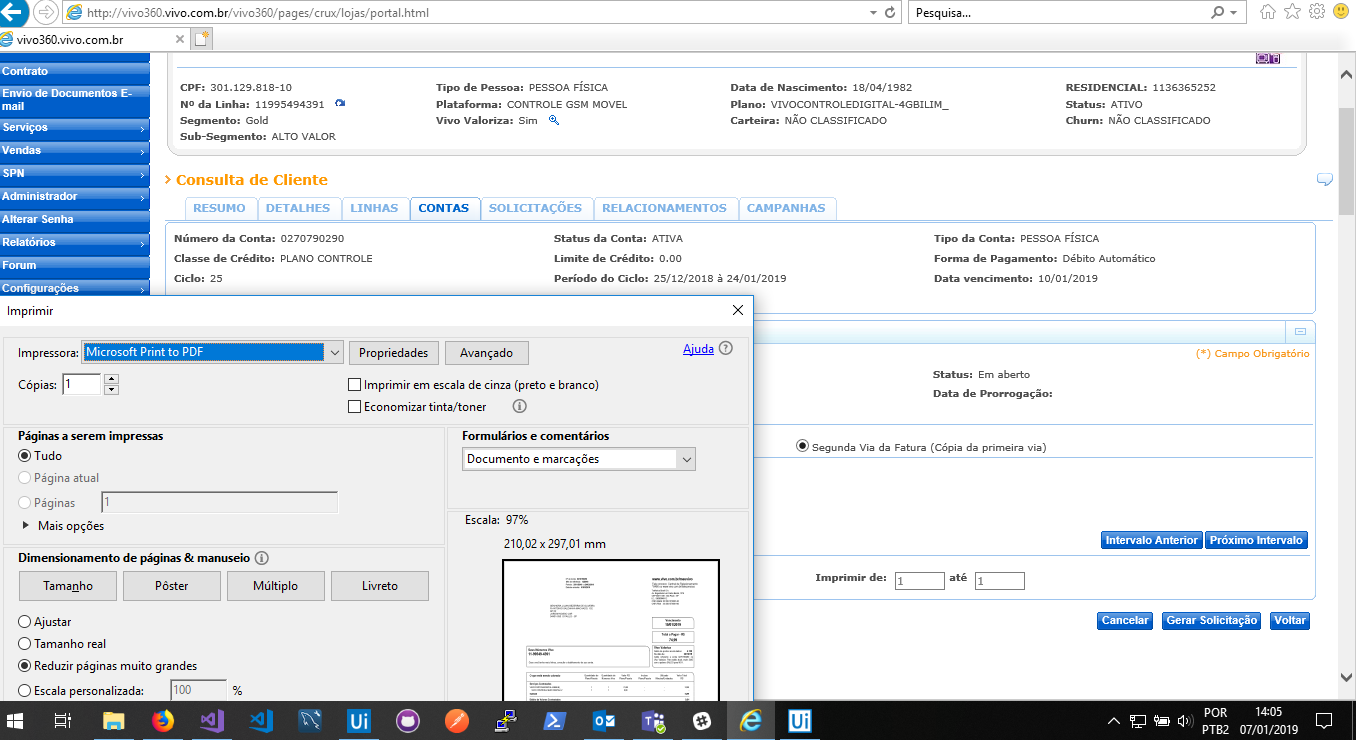 http://vivo360.vivo.com.br/vivo360/pages/crux/lojas/portal.html
Pesquisa...
vivo360.vivo.com.br
Contrato
Envio de Documentos E-
mail
Serviços
Vendas
SPN
Administrador
Alterar Senha
Relatórios
Forum
Configurações
CPF: 301.129.818-10 Tipo de Pessoa: PESSOA FÍSICA Data de Nascimento: 18/04/1982 RESIDENCIAL: 1136365252
Nº da Linha: 11995494391 Plataforma: CONTROLE GSM MOVEL Plano: VIVOCONTROLEDIGITAL-4GBILIM_ Status: ATIVO
Segmento: Gold Vivo Valoriza: Sim Carteira: NÃO CLASSIFICADO Churn: NÃO CLASSIFICADO
Sub-Segmento: ALTO VALOR
Consulta de Cliente
RESUMO DETALHES LINHAS CONTAS SOLICITAÇÕES RELACIONAMENTOS CAMPANHAS
Número da Conta: 0270790290 Status da Conta: ATIVA Tipo da Conta: PESSOA FÍSICA
Classe de Crédito: PLANO CONTROLE Limite de Crédito: 0.00 Forma de Pagamento: Débito Automático
Ciclo: 25 Período do Ciclo: 25/12/2018 à 24/01/2019 Data vencimento: 10/01/2019
(*) Campo Obrigatório
Status: Em aberto
Data de Prorrogação:
Segunda Via da Fatura (Cópia da primeira via)
Intervalo Anterior Próximo Intervalo
Imprimir de: 1 até 1
Cancelar Gerar Solicitação Voltar
Imprimir
Impressora: Microsoft Print to PDF Propriedades Avançado Ajuda ?
Cópias: 1 Imprimir em escala de cinza (preto e branco)
Economizar tinta/toner
Páginas a serem impressas
Tudo
Página atual
Páginas 1
Mais opções
Formulários e comentários
Documento e marcações
Escala: 97%
210,02 x 297,01 mm
Dimensionamento de páginas & manuseio
Tamanho Pôster Múltiplo Livreto
Ajustar
Tamanho real
Reduzir páginas muito grandes
Escala personalizada: 100 %
Ui
Ui
POR
PTB2
14:05
07/01/2019